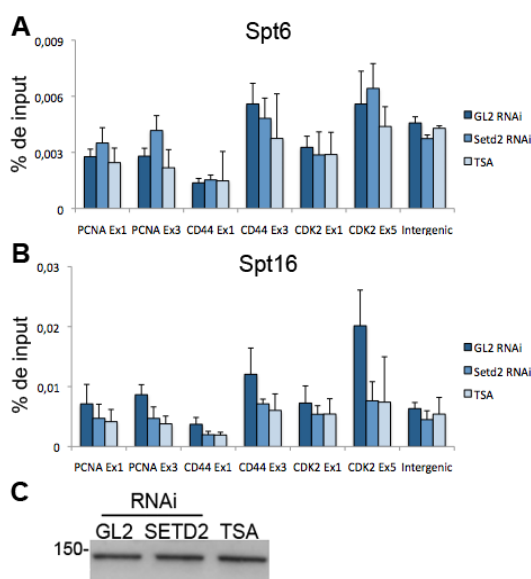 A
Spt6
% de input
0,009
0,006
0,003
0
GL2 RNAi
Setd2 RNAi
TSA
PCNA Ex1 PCNA Ex3 CD44 Ex1 CD44 Ex3 CDK2 Ex1 CDK2 Ex5 Intergenic
B
Spt16
% de input
0,03
0,02
0,01
0
GL2 RNAi
Setd2 RNAi
TSA
PCNA Ex1 PCNA Ex3 CD44 Ex1 CD44 Ex3 CDK2 Ex1 CDK2 Ex5 Intergenic
C
RNAi
GL2 SETD2 TSA
150-